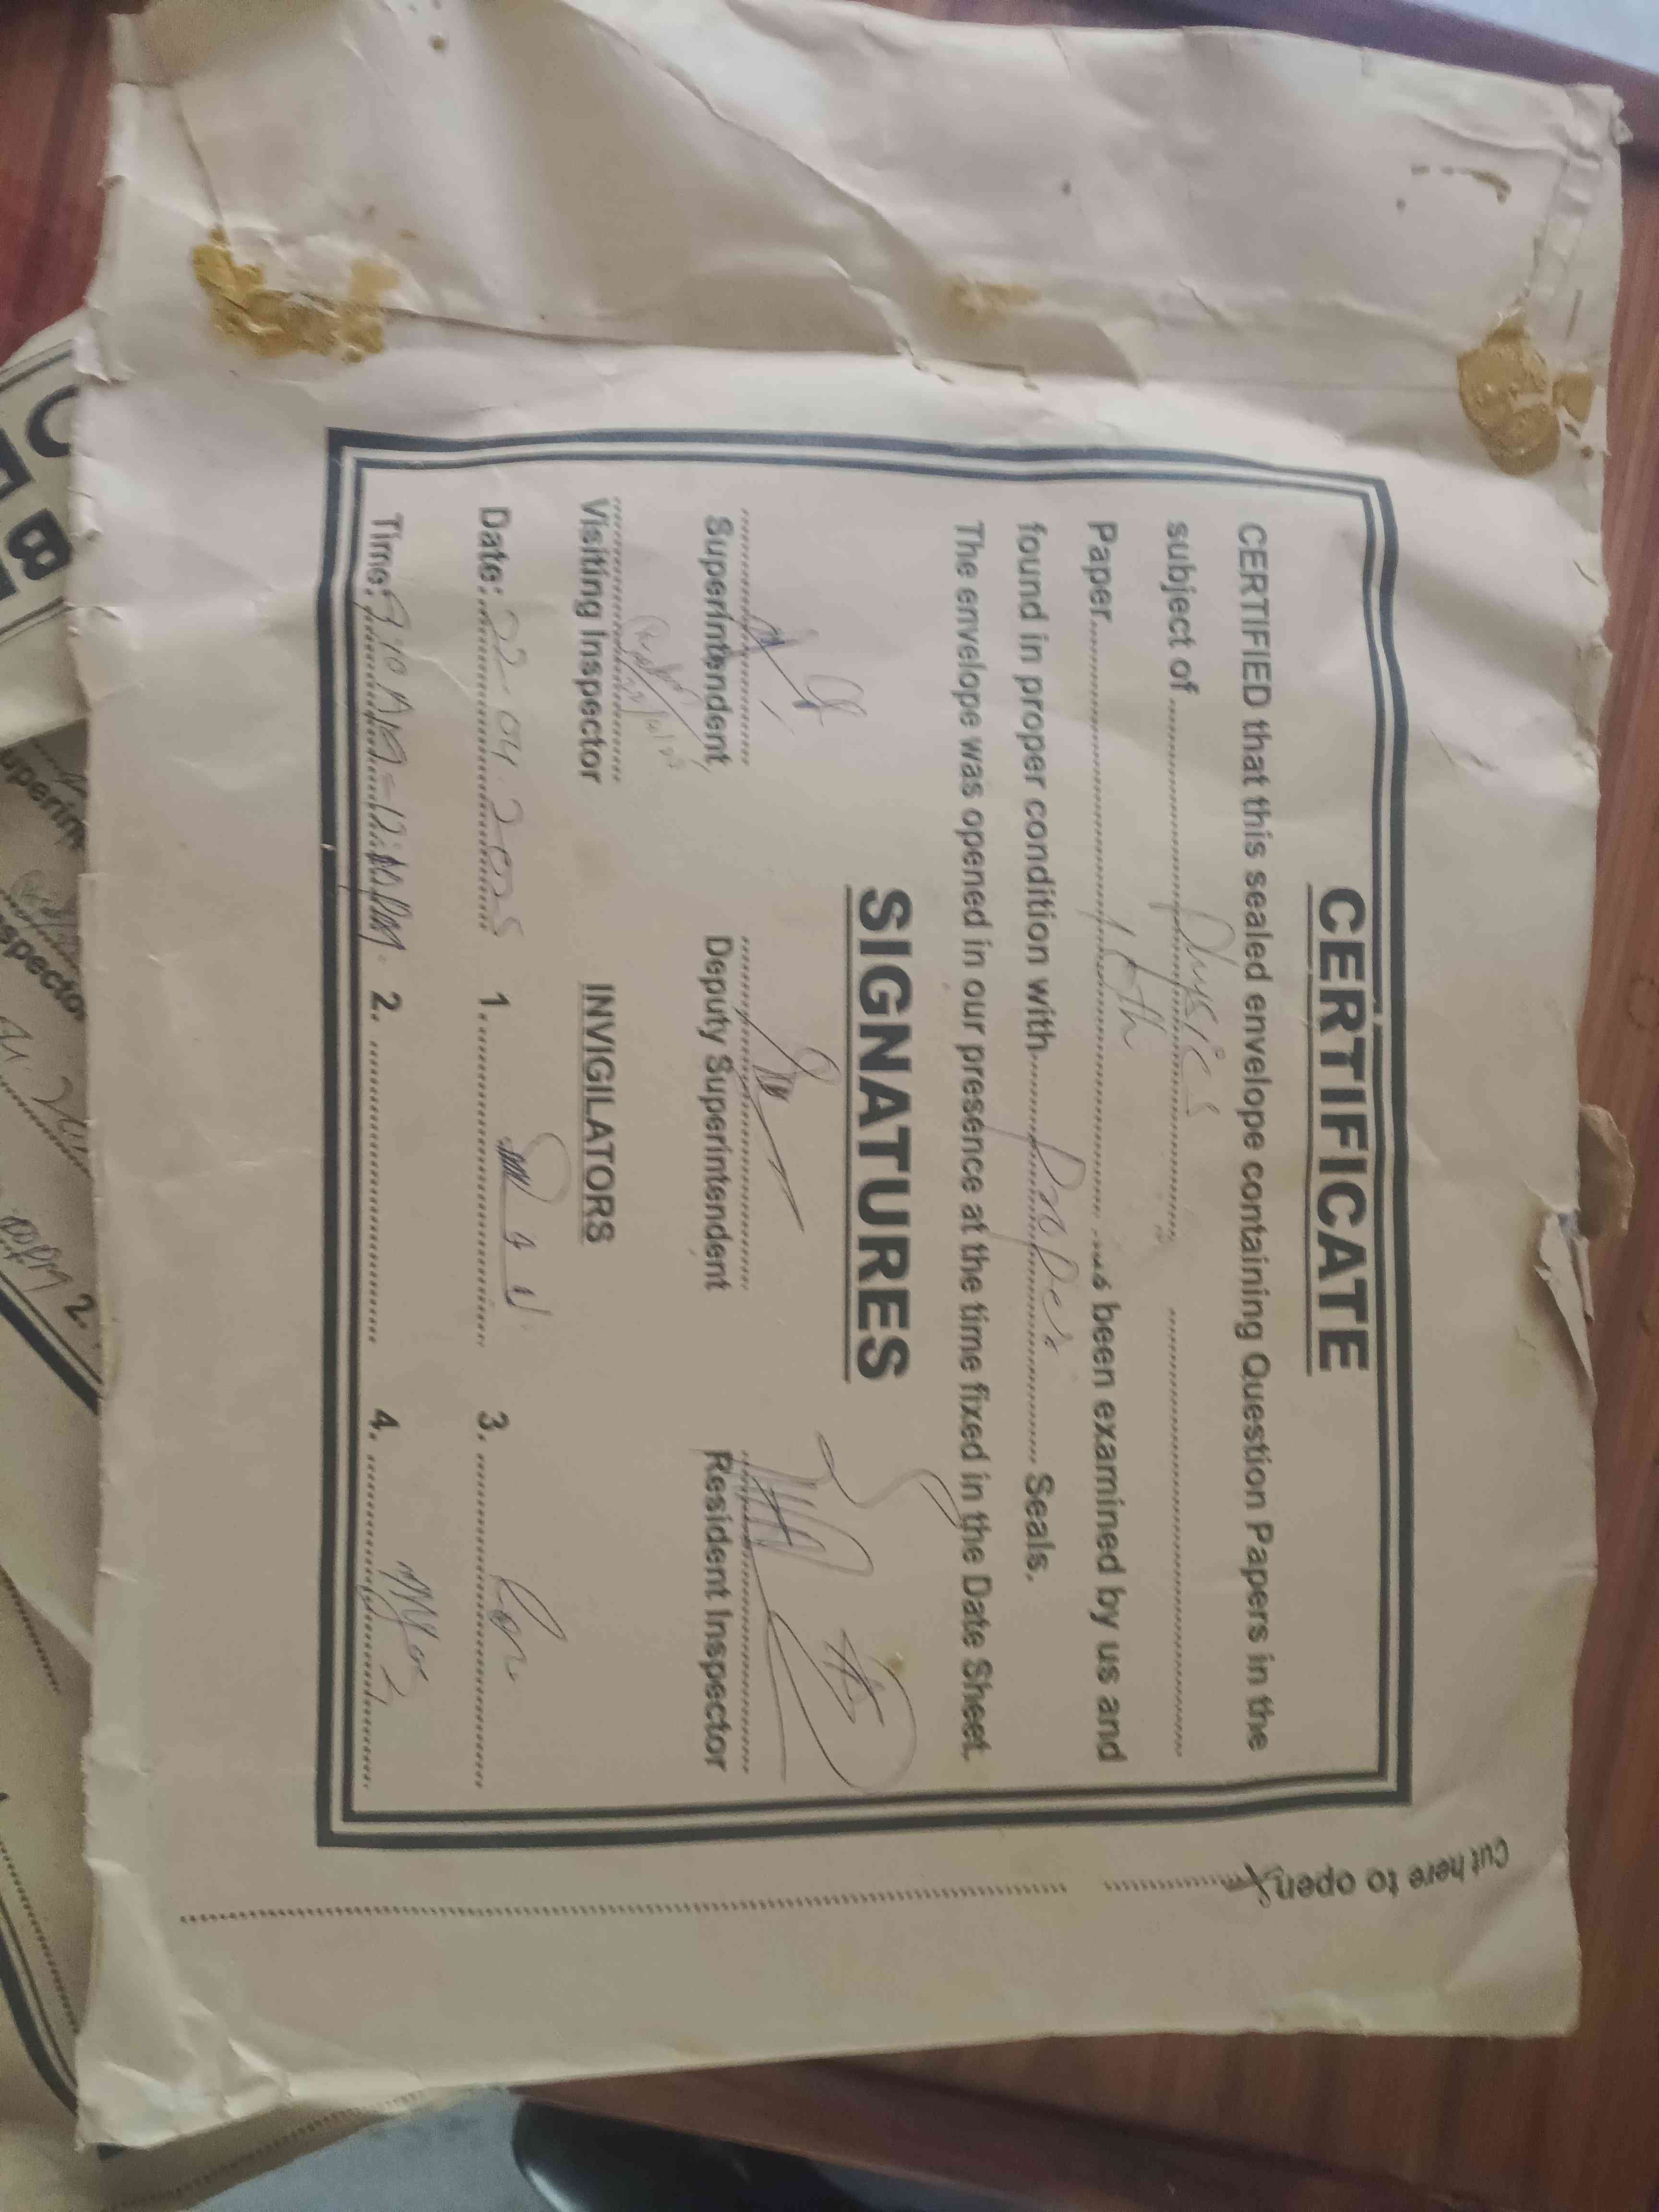 CERTIFICATE
CERTIFIED that this sealed envelope containing Question Papers in the
subject of Physics
Paper been examined by us and
found in proper condition with Proper Seals.
The envelope was opened in our presence at the time fixed in the Date Sheet.
SIGNATURES
Superintendent Deputy Superintendent Resident Inspector
Visiting Inspector
INVIGILATORS
Date: 22-04.2025 1. 3.
Time: 2. 4.
Cut here to open
2.